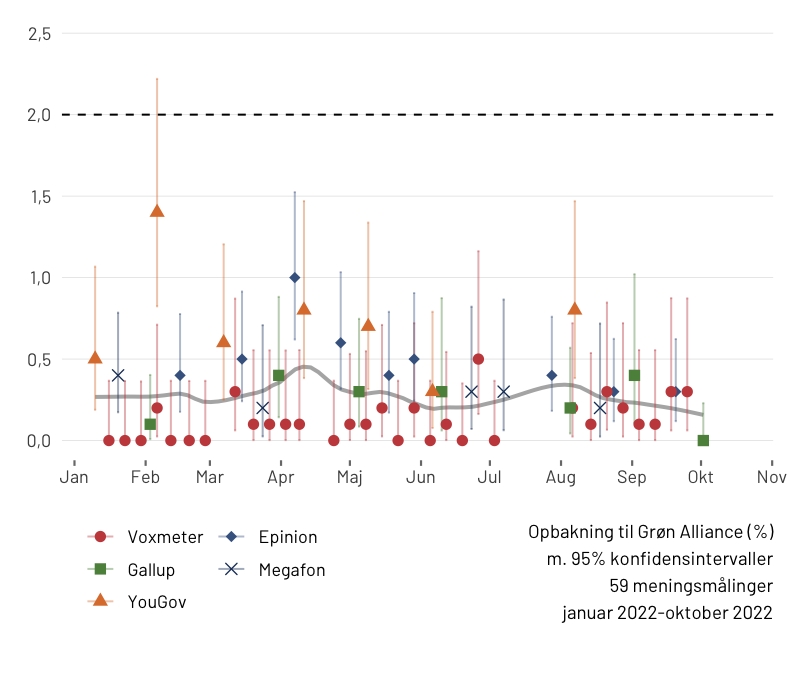 2,5
2,0
1,5
1,0
0,5
0,0
Jan Feb Mar Apr Maj Jun Jul Aug Sep Okt Nov
Voxmeter Epinion
Gallup Megafon
YouGov
Opbakning til Grøn Alliance (%)
m. 95% konfidensintervaller
59 meningsmålinger
januar 2022-oktober 2022